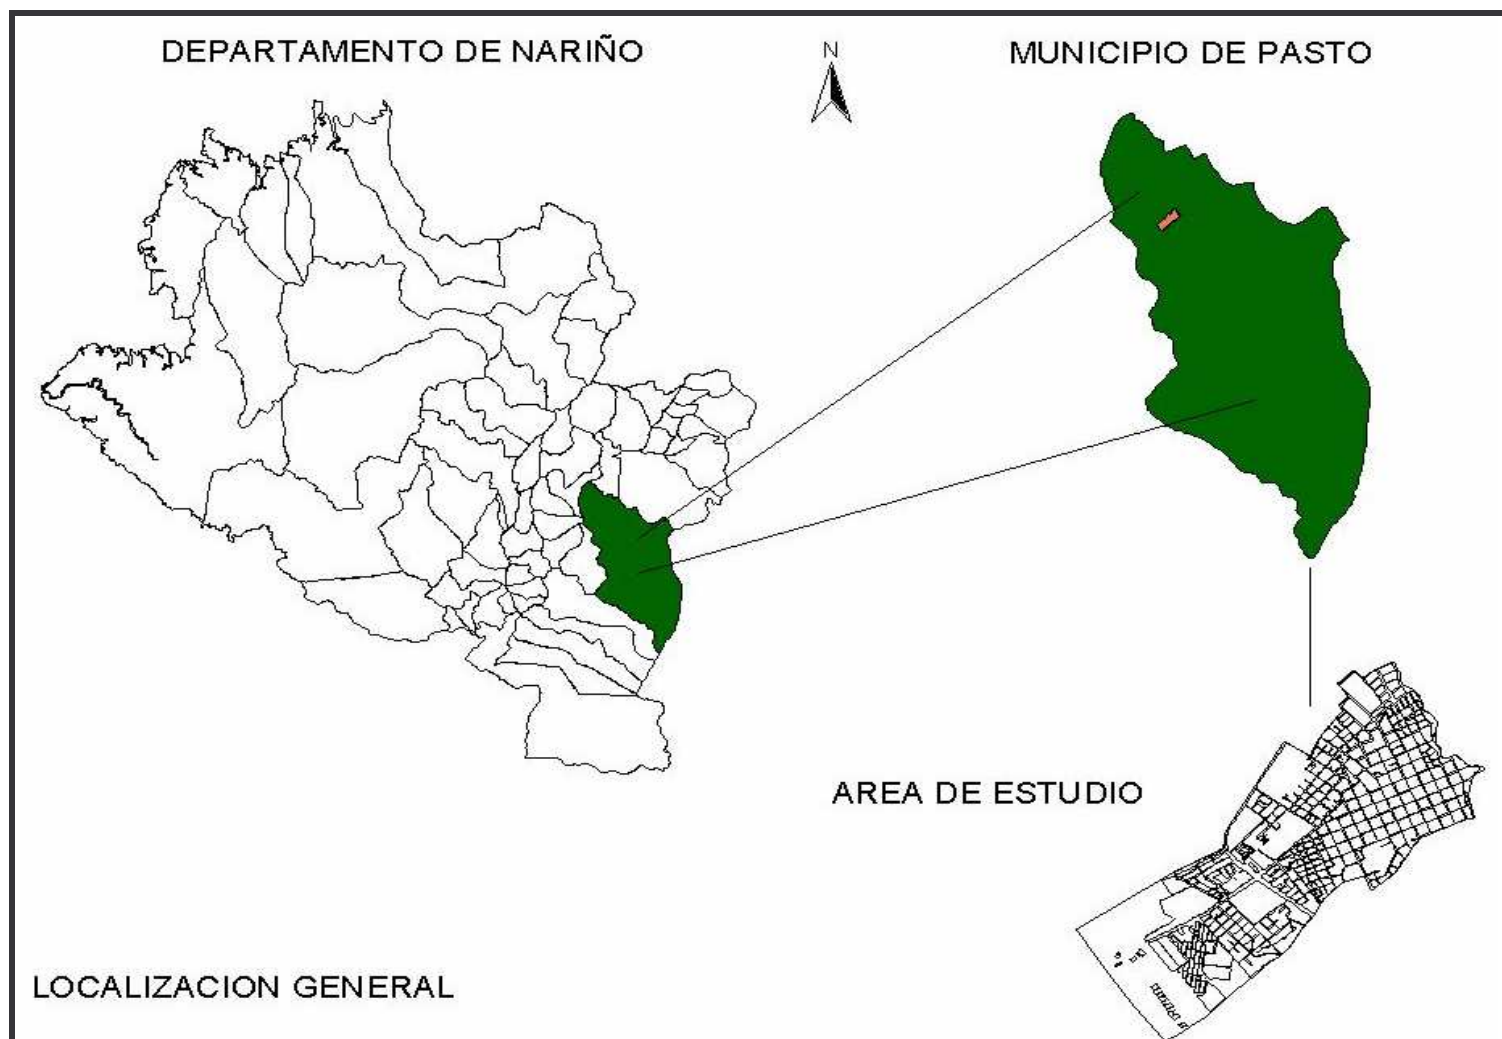 DEPARTAMENTO DE NARIÑO
N
MUNICIPIO DE PASTO
AREA DE ESTUDIO
LOCALIZACION GENERAL